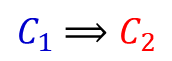 C₁ ⟹ C₂